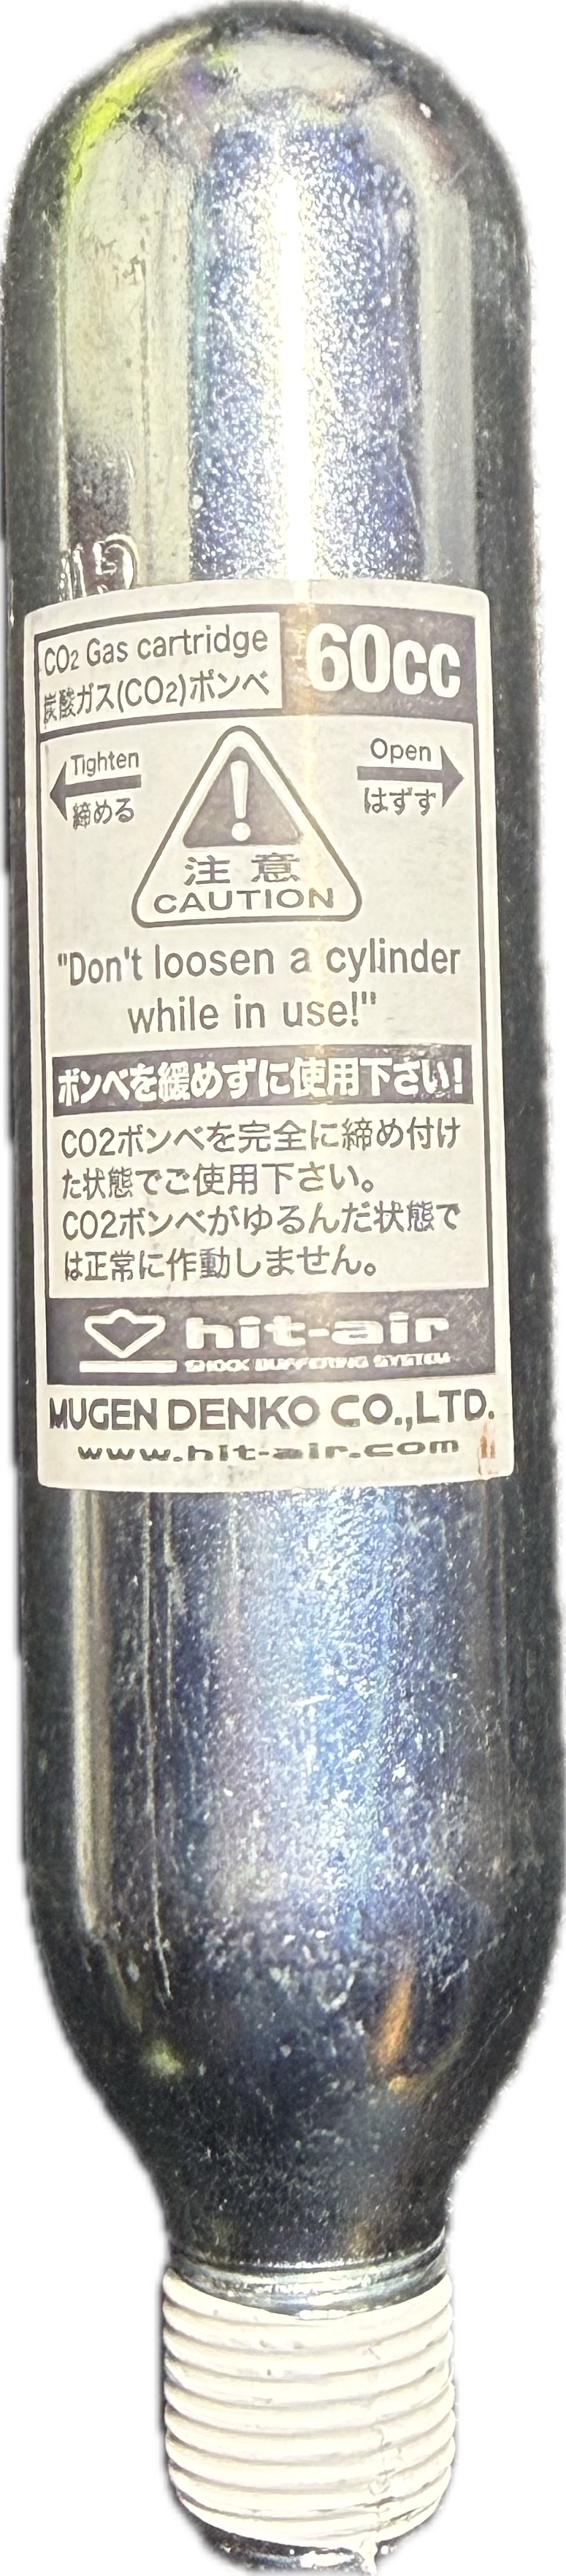 CO2 Gas cartridge
炭酸ガス(CO2)ボンベ
60cc
Tighten
締める
Open
はずす
注意
CAUTION
"Don't loosen a cylinder
while in use!"
ボンベを緩めずに使用下さい!
CO2ボンベを完全に締め付け
た状態でご使用下さい。
CO2ボンベがゆるんだ状態で
は正常に作動しません。
hit-air
SHOCK BUFFERING SYSTEM
MUGEN DENKO CO.,LTD.
www.hit-air.com